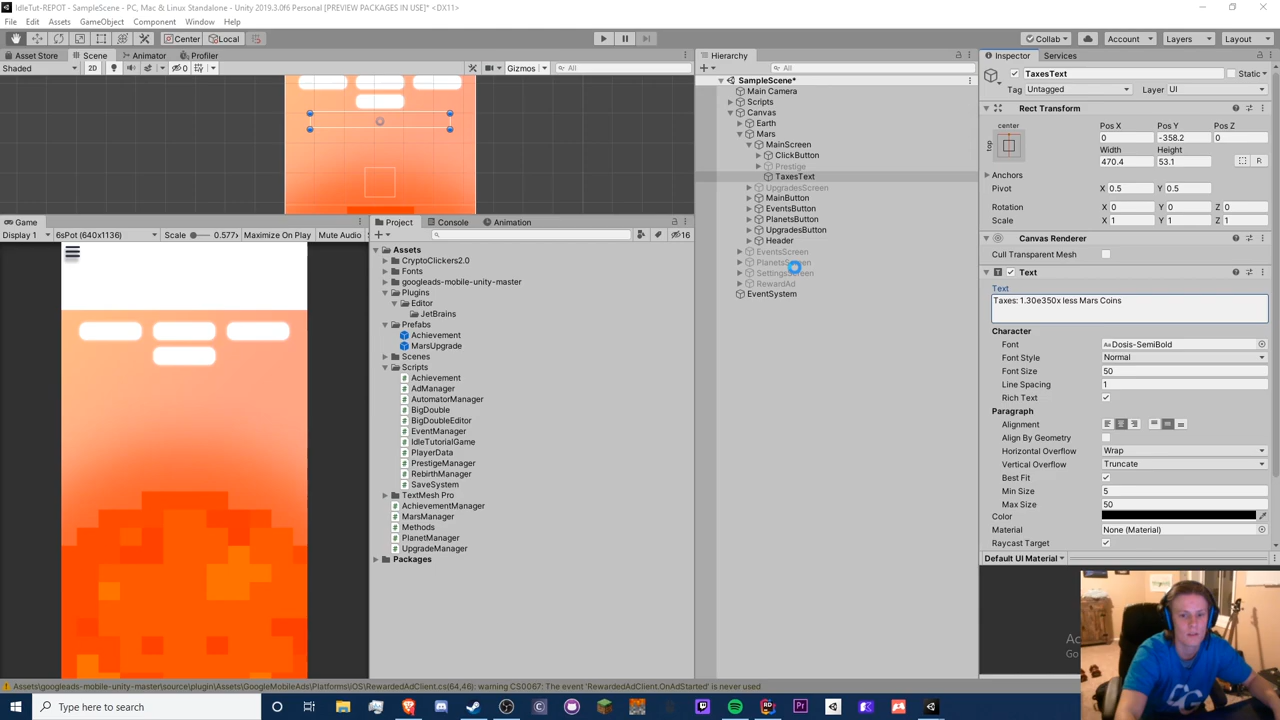 IdleTut-REPOT - SampleScene - PC, Mac & Linux Standalone - Unity 2019.3.0f6 Personal [PREVIEW PACKAGES IN USE]* <DX11>
File Edit Assets GameObject Component Window Help
Center Local Collab Account Layers Layout
Asset Store Scene Animator Profiler
Shaded 2D 0 Gizmos All
Game
Display 1 6sPot (640x1136) Scale 0.577x Maximize On Play Mute Audio
Project Console Animation
16
Assets
CryptoClickers2.0
Fonts
googleads-mobile-unity-master
Plugins
Editor
JetBrains
Prefabs
Achievement
MarsUpgrade
Scenes
Scripts
Achievement
AdManager
AutomatorManager
BigDouble
BigDoubleEditor
EventManager
IdleTutorialGame
PlayerData
PrestigeManager
RebirthManager
SaveSystem
TextMesh Pro
AchievementManager
MarsManager
Methods
PlanetManager
UpgradeManager
Packages
Hierarchy
All
SampleScene*
Main Camera
Scripts
Canvas
Earth
Mars
MainScreen
ClickButton
Prestige
TaxesText
UpgradesScreen
MainButton
EventsButton
PlanetsButton
UpgradesButton
Header
EventsScreen
PlanetsScreen
SettingsScreen
RewardAd
EventSystem
Inspector Services
TaxesText Static
Tag Untagged Layer UI
Rect Transform
center Pos X Pos Y Pos Z
top 0 -358.2 0
Width Height
470.4 53.1 R
Anchors
Pivot X 0.5 Y 0.5
Rotation X 0 Y 0 Z 0
Scale X 1 Y 1 Z 1
Canvas Renderer
Cull Transparent Mesh
Text
Text
Taxes: 1.30e350x less Mars Coins
Character
Font Dosis-SemiBold
Font Style Normal
Font Size 50
Line Spacing 1
Rich Text
Paragraph
Alignment
Align By Geometry
Horizontal Overflow Wrap
Vertical Overflow Truncate
Best Fit
Min Size 5
Max Size 50
Color
Material None (Material)
Raycast Target
Default UI Material
Go
Assets\googleads-mobile-unity-master\source\plugin\Assets\GoogleMobileAds\Platforms\iOS\RewardedAdClient.cs(64,46): warning CS0067: The event 'RewardedAdClient.OnAdStarted' is never used
Type here to search